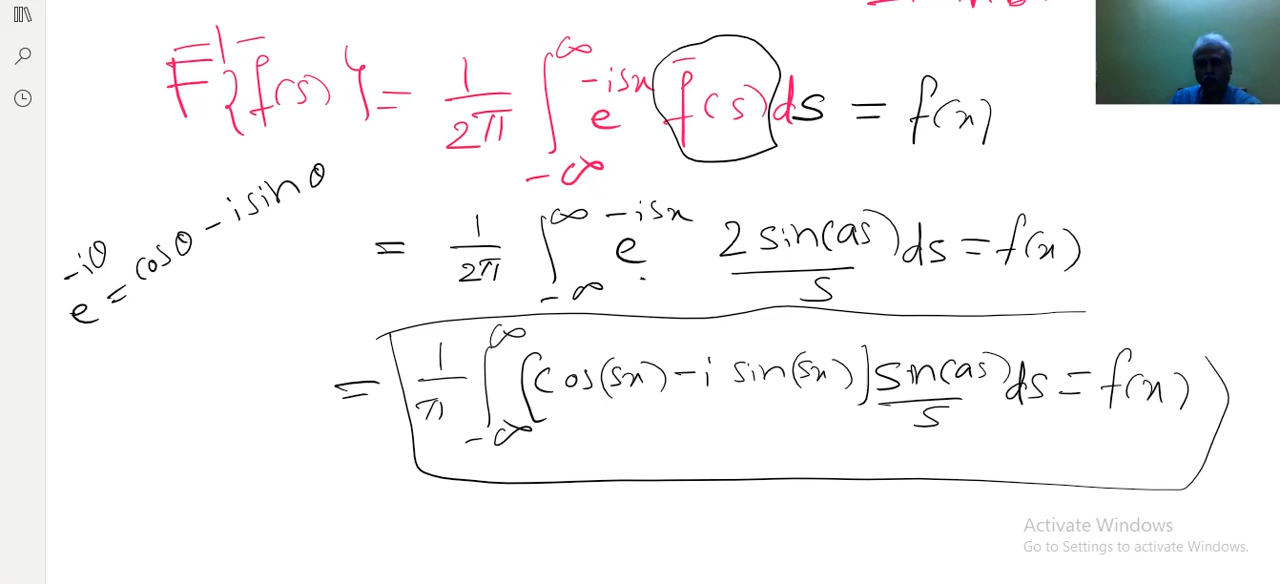 F⁻¹{f̄(s)} = 1/2π ∫_{-∞}^{∞} e^{-isx} f̄(s) ds = f(x)
e^{-iθ} = cosθ - i sinθ
= 1/2π ∫_{-∞}^{∞} e^{-isx} 2 sin(as)/s ds = f(x)
= 1/π ∫_{-∞}^{∞} [cos(sx) - i sin(sx)] sin(as)/s ds = f(x)
Activate Windows
Go to Settings to activate Windows.